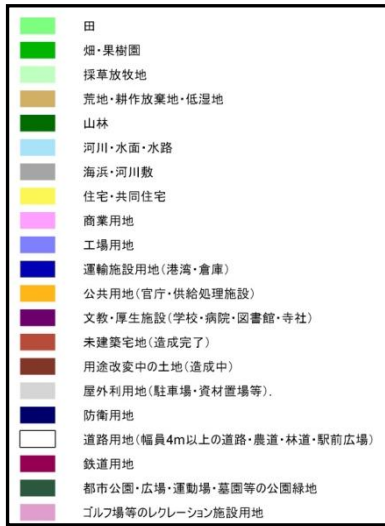 田
畑・果樹園
採草放牧地
荒地・耕作放棄地・低湿地
山林
河川・水面・水路
海浜・河川敷
住宅・共同住宅
商業用地
工場用地
運輸施設用地(港湾・倉庫)
公共用地(官庁・供給処理施設)
文教・厚生施設(学校・病院・図書館・寺社)
未建築宅地(造成完了)
用途改変中の土地(造成中)
屋外利用地(駐車場・資材置場等).
防衛用地
道路用地(幅員4m以上の道路・農道・林道・駅前広場)
鉄道用地
都市公園・広場・運動場・墓園等の公園緑地
ゴルフ場等のレクレーション施設用地